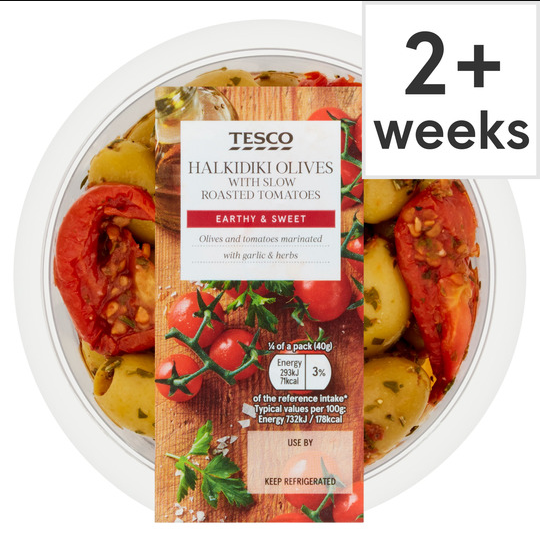 2+
weeks
TESCO
HALKIDIKI OLIVES
WITH SLOW
ROASTED TOMATOES
EARTHY & SWEET
Olives and tomatoes marinated
with garlic & herbs
¼ of a pack (40g)
Energy
293kJ
71kcal
3%
of the reference intake*
Typical values per 100g:
Energy 732kJ / 178kcal
USE BY
KEEP REFRIGERATED